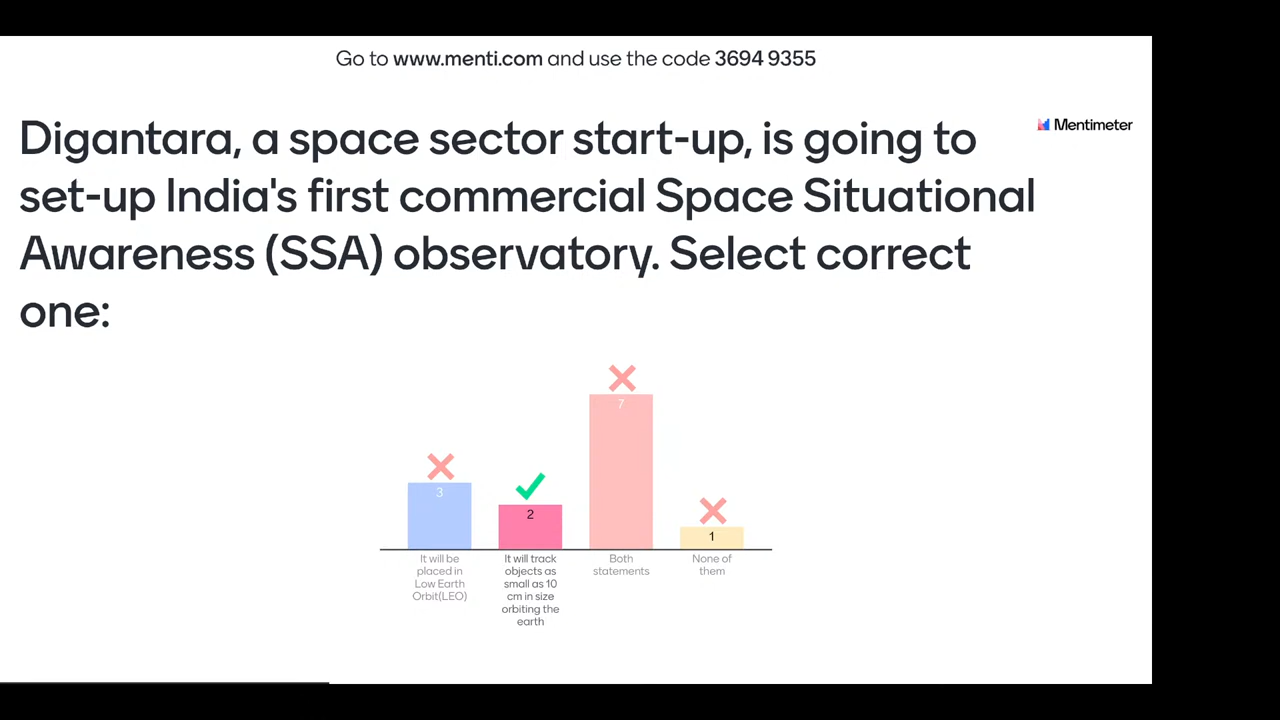 Go to www.menti.com and use the code 3694 9355
Mentimeter
Digantara, a space sector start-up, is going to
set-up India's first commercial Space Situational
Awareness (SSA) observatory. Select correct
one:
3
2
7
1
It will be
placed in
Low Earth
Orbit(LEO)
It will track
objects as
small as 10
cm in size
orbiting the
earth
Both
statements
None of
them